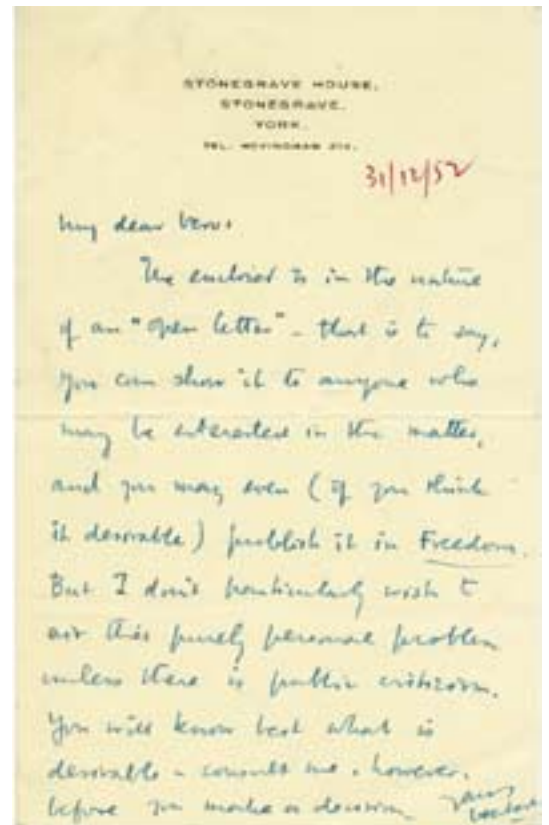 STONEGRAVE HOUSE,
STONEGRAVE,
YORK.
TEL. HOVINGHAM
31/12/52
My dear Vero,
The enclosed is in the nature
of an "open letter" - that is to say,
you can show it to anyone who
may be interested in the matter,
and you may even (if you think
it desirable) publish it in Freedom.
But I don't particularly wish to
air this purely personal problem
unless there is public criticism.
You will know best what is
desirable - consult me, however,
before you make a decision.
Yours
Herbert